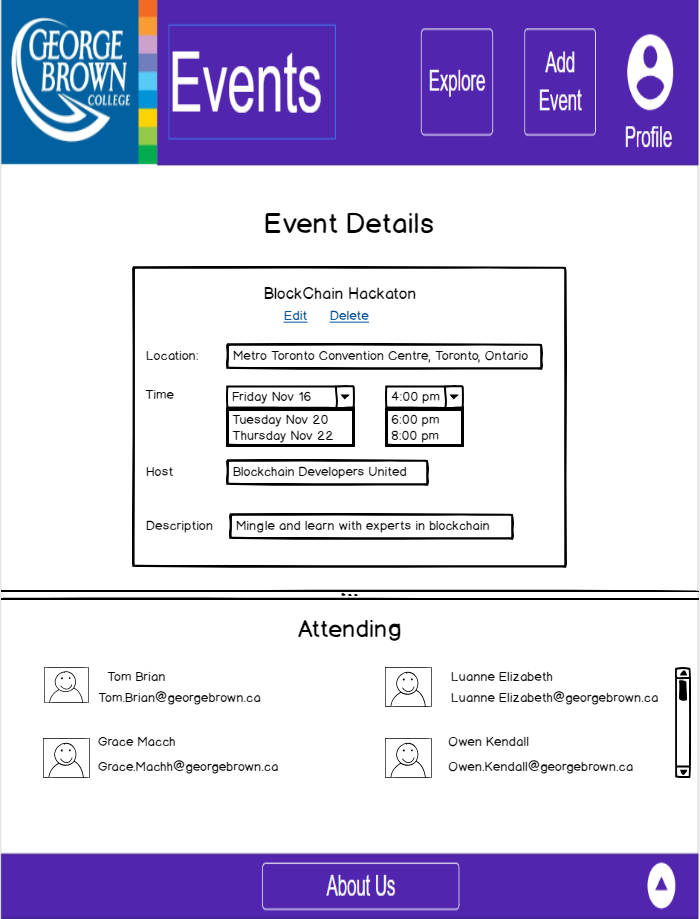 GEORGE
BROWN
COLLEGE
Events
Explore
Add
Event
Profile
Event Details
BlockChain Hackaton
Edit Delete
Location: Metro Toronto Convention Centre, Toronto, Ontario
Time Friday Nov 16 4:00 pm
Tuesday Nov 20 6:00 pm
Thursday Nov 22 8:00 pm
Host Blockchain Developers United
Description Mingle and learn with experts in blockchain
Attending
Tom Brian
Tom.Brian@georgebrown.ca
Luanne Elizabeth
Luanne Elizabeth@georgebrown.ca
Grace Macch
Grace.Machh@georgebrown.ca
Owen Kendall
Owen.Kendall@georgebrown.ca
About Us